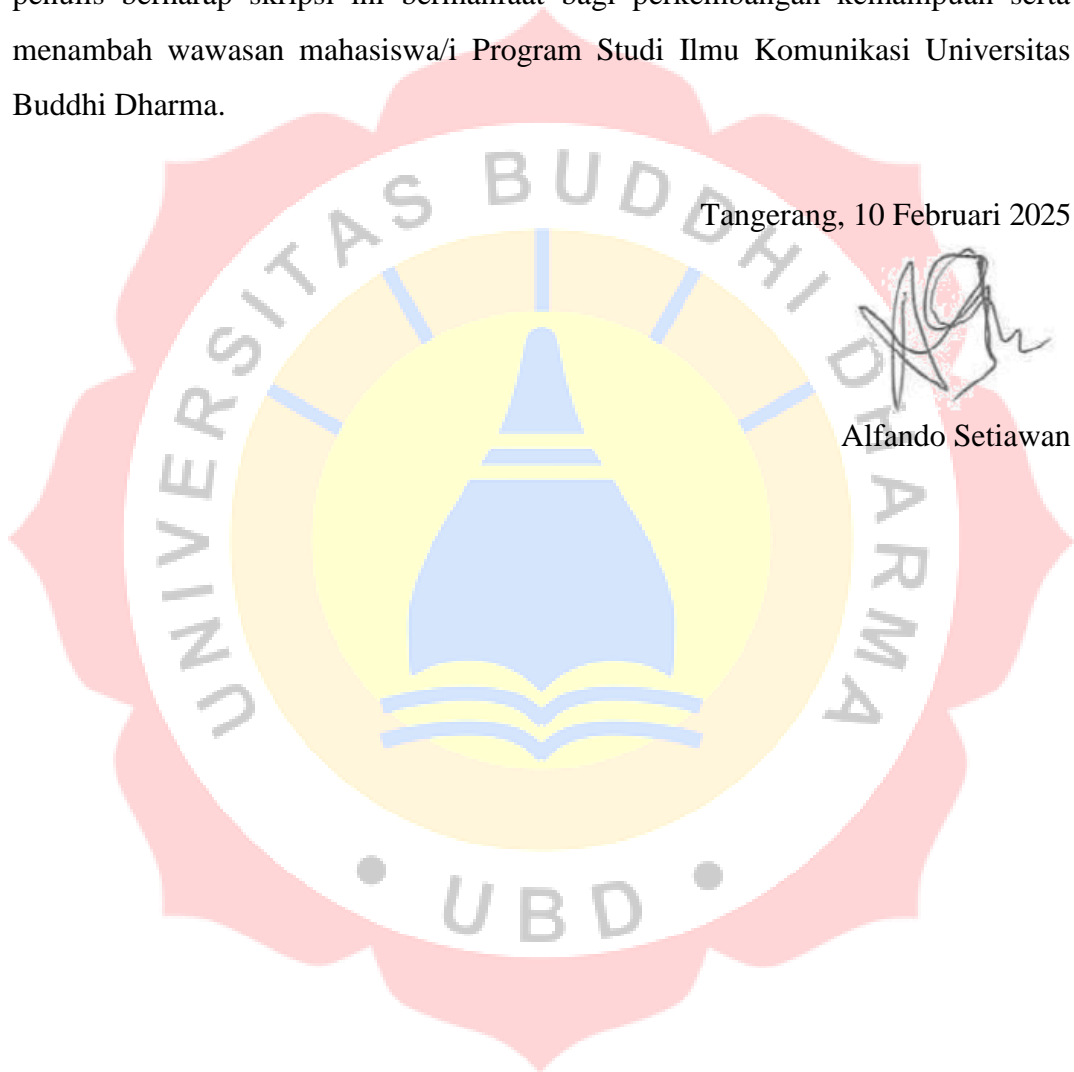 penulis berharap skripsi ini bermanfaat bagi perkembangan kemampuan serta
menambah wawasan mahasiswa/i Program Studi Ilmu Komunikasi Universitas
Buddhi Dharma.
Tangerang, 10 Februari 2025
Alfando Setiawan
UNIVERSITAS BUDDHI DHARMA
• UBD •